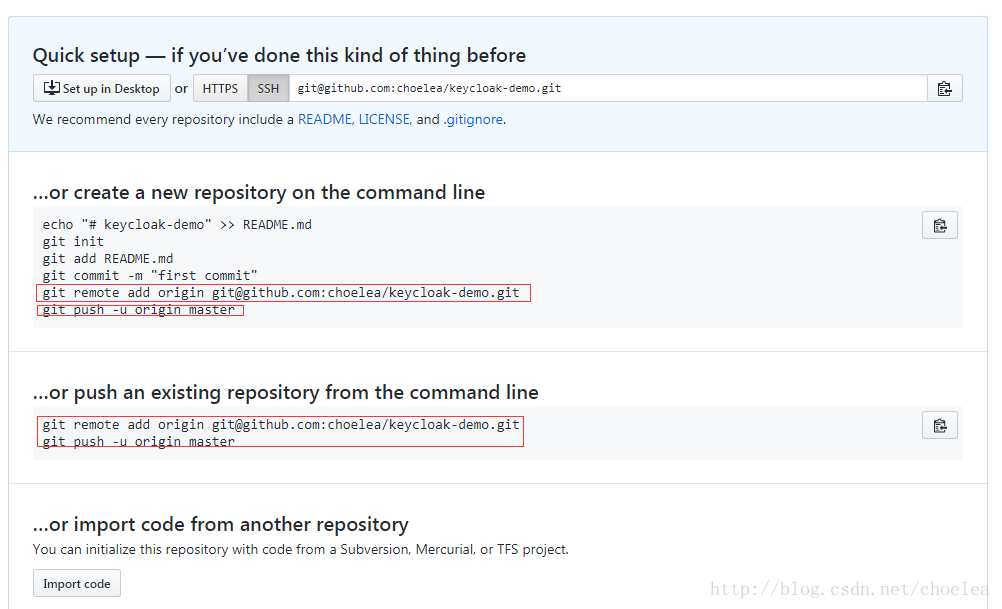 Quick setup — if you’ve done this kind of thing before
Set up in Desktop or HTTPS SSH git@github.com:choelea/keycloak-demo.git
We recommend every repository include a README, LICENSE, and .gitignore.
…or create a new repository on the command line
echo "# keycloak-demo" >> README.md
git init
git add README.md
git commit -m "first commit"
git remote add origin git@github.com:choelea/keycloak-demo.git
git push -u origin master
…or push an existing repository from the command line
git remote add origin git@github.com:choelea/keycloak-demo.git
git push -u origin master
…or import code from another repository
You can initialize this repository with code from a Subversion, Mercurial, or TFS project.
Import code
http://blog.csdn.net/choelea